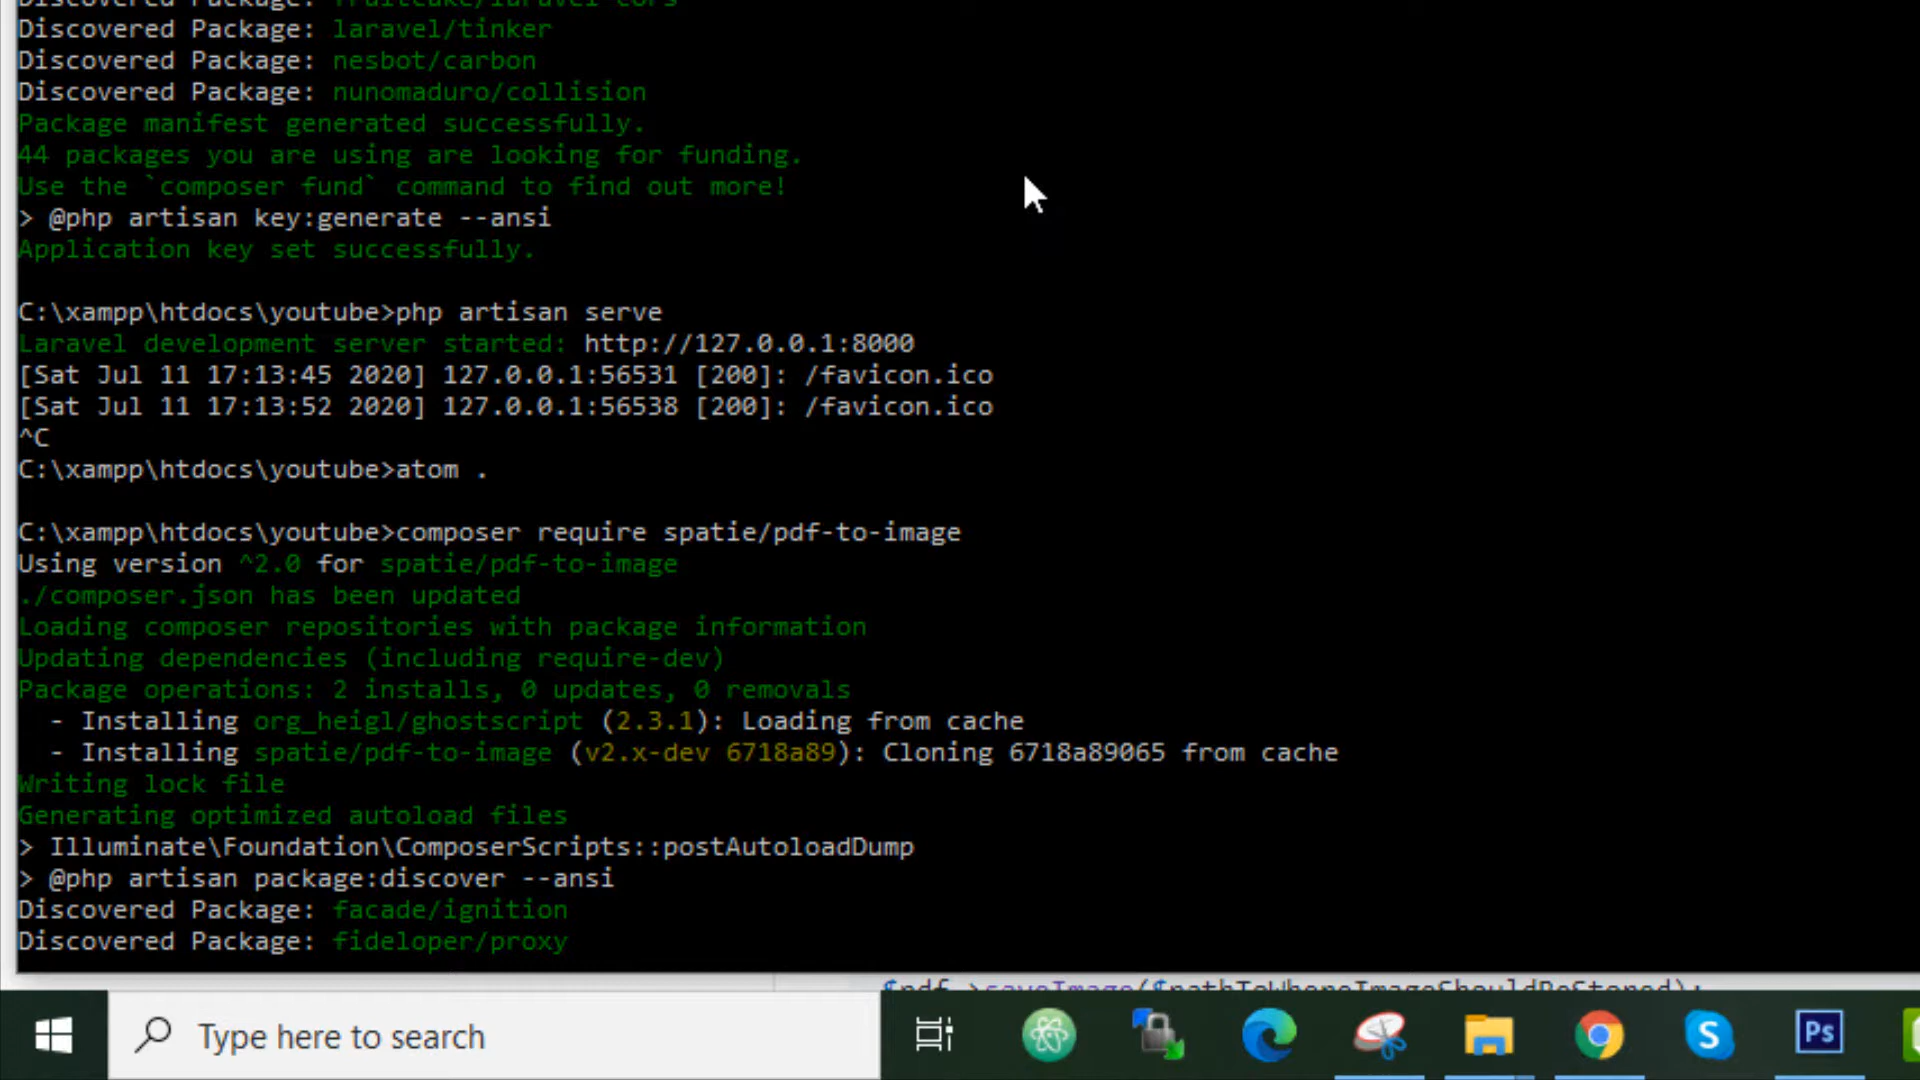 Discovered Package: fruitcake/laravel-cors
Discovered Package: laravel/tinker
Discovered Package: nesbot/carbon
Discovered Package: nunomaduro/collision
Package manifest generated successfully.
44 packages you are using are looking for funding.
Use the `composer fund` command to find out more!
> @php artisan key:generate --ansi
Application key set successfully.
C:\xampp\htdocs\youtube>php artisan serve
Laravel development server started: http://127.0.0.1:8000
[Sat Jul 11 17:13:45 2020] 127.0.0.1:56531 [200]: /favicon.ico
[Sat Jul 11 17:13:52 2020] 127.0.0.1:56538 [200]: /favicon.ico
^C
C:\xampp\htdocs\youtube>atom .
C:\xampp\htdocs\youtube>composer require spatie/pdf-to-image
Using version ^2.0 for spatie/pdf-to-image
./composer.json has been updated
Loading composer repositories with package information
Updating dependencies (including require-dev)
Package operations: 2 installs, 0 updates, 0 removals
- Installing org_heigl/ghostscript (2.3.1): Loading from cache
- Installing spatie/pdf-to-image (v2.x-dev 6718a89): Cloning 6718a89065 from cache
Writing lock file
Generating optimized autoload files
> Illuminate\Foundation\ComposerScripts::postAutoloadDump
> @php artisan package:discover --ansi
Discovered Package: facade/ignition
Discovered Package: fideloper/proxy
$pdf->saveImage($pathToWhereImageShouldBeStored);
Type here to search
Ps